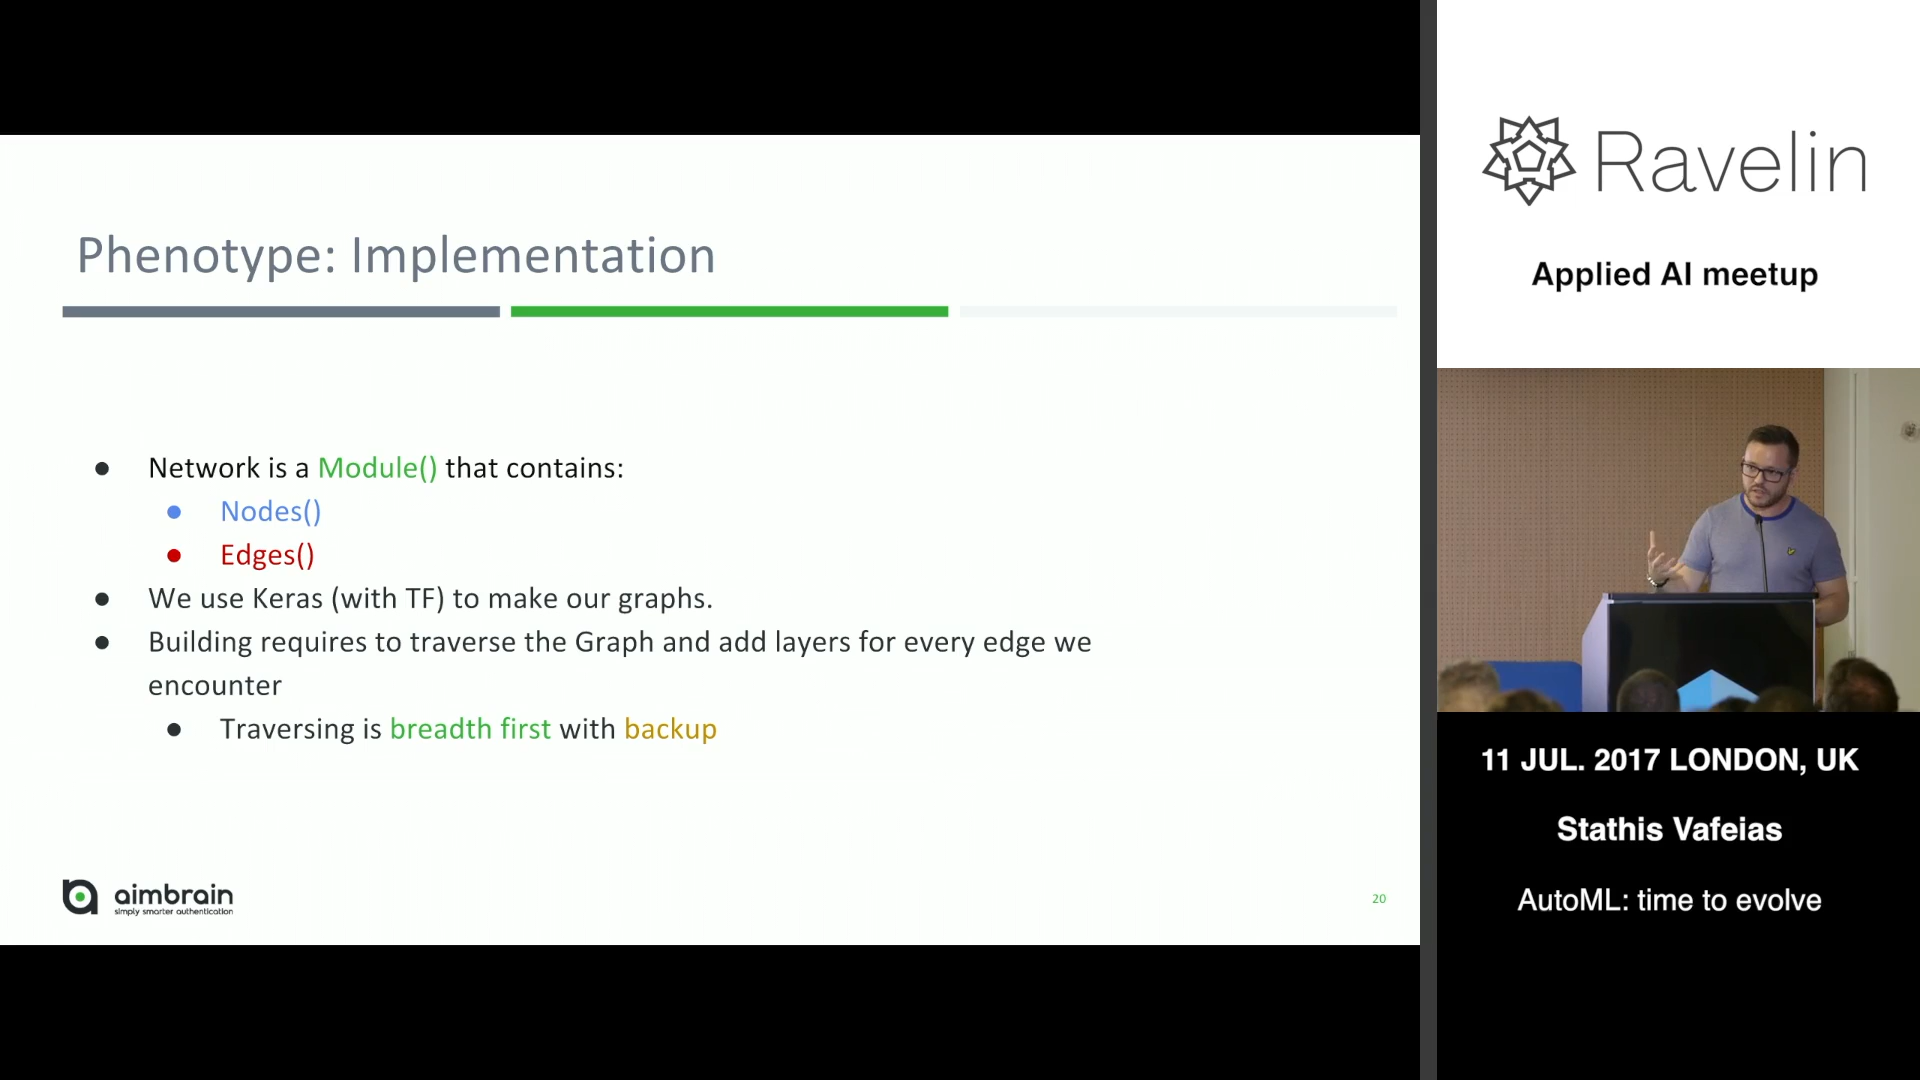 Phenotype: Implementation
● Network is a Module() that contains:
● Nodes()
● Edges()
● We use Keras (with TF) to make our graphs.
● Building requires to traverse the Graph and add layers for every edge we
encounter
● Traversing is breadth first with backup
aimbrain
simply smarter authentication
20
Ravelin
Applied AI meetup
11 JUL. 2017 LONDON, UK
Stathis Vafeias
AutoML: time to evolve